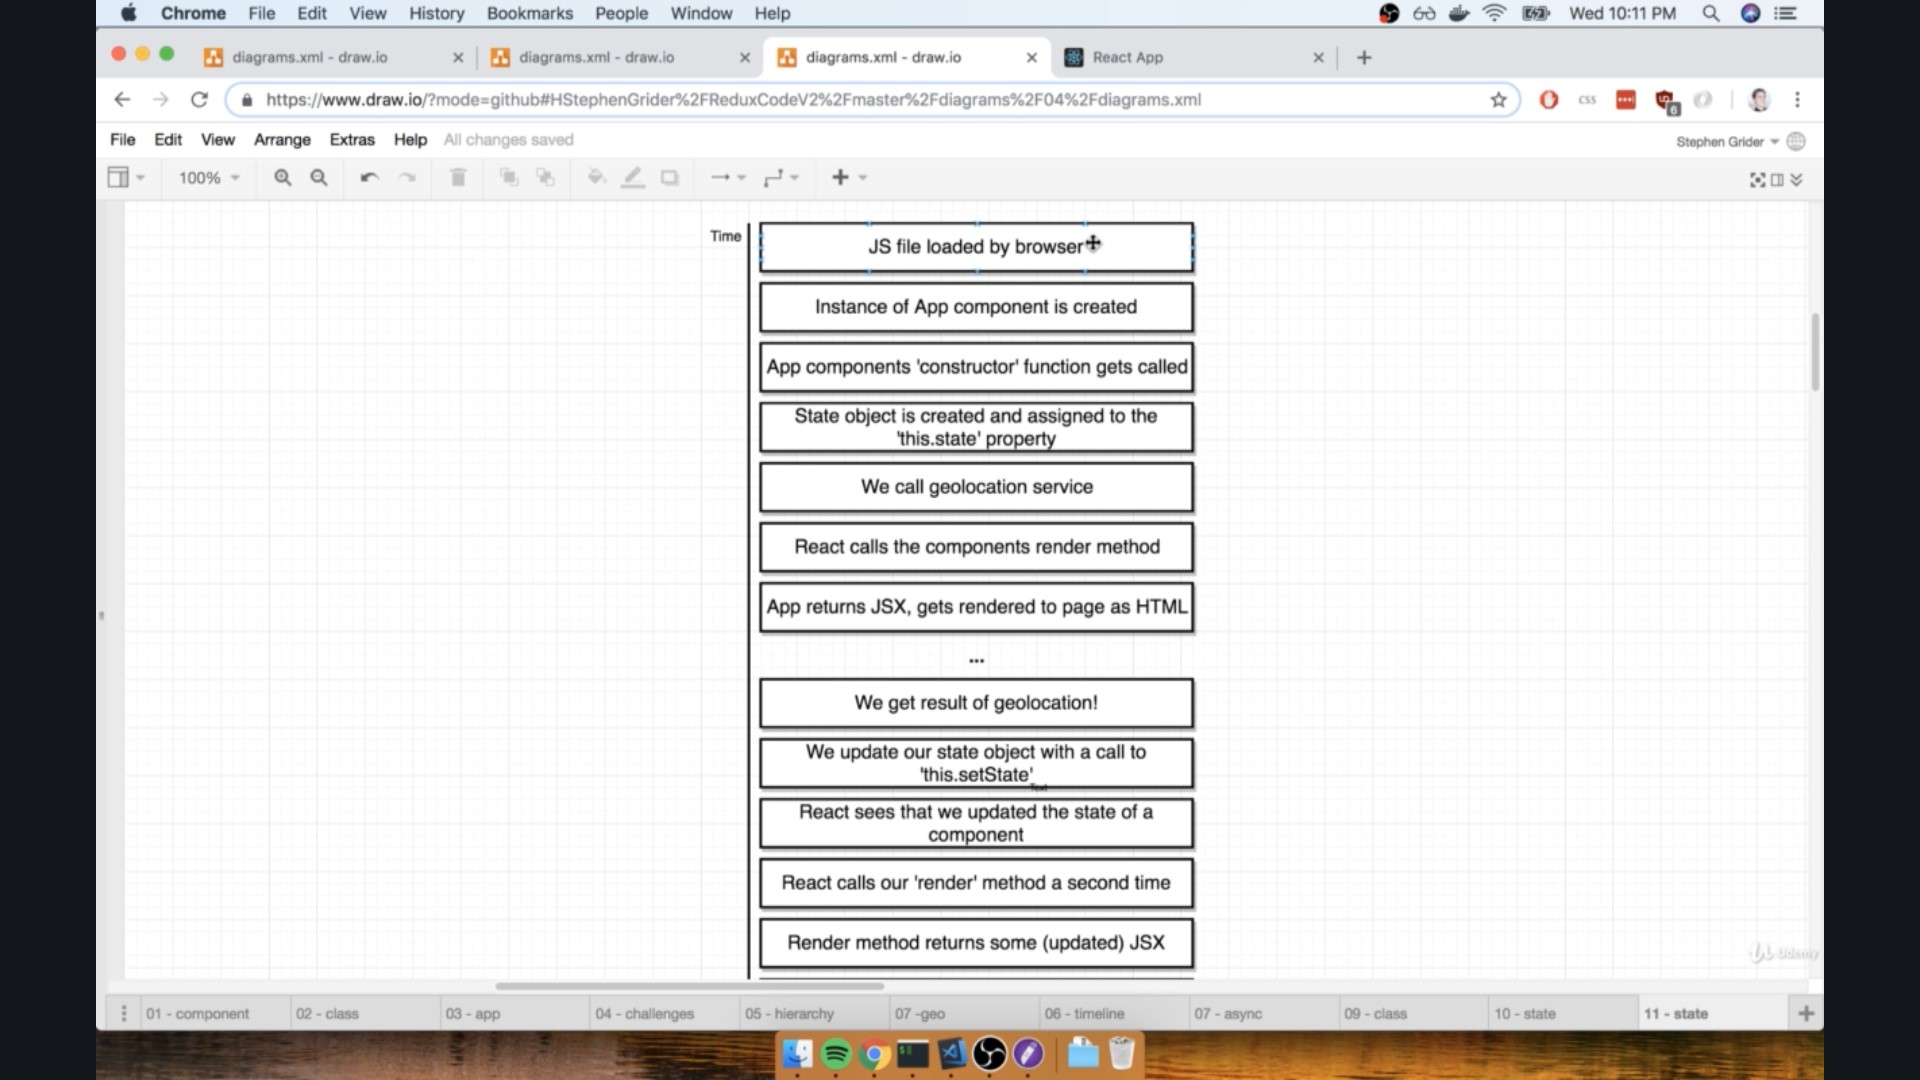 Chrome File Edit View History Bookmarks People Window Help Wed 10:11 PM
diagrams.xml - draw.io diagrams.xml - draw.io diagrams.xml - draw.io React App
https://www.draw.io/?mode=github#HStephenGrider%2FReduxCodeV2%2Fmaster%2Fdiagrams%2F04%2Fdiagrams.xml
CSS
6
File Edit View Arrange Extras Help All changes saved
Stephen Grider
100%
Time
JS file loaded by browser
Instance of App component is created
App components 'constructor' function gets called
State object is created and assigned to the
'this.state' property
We call geolocation service
React calls the components render method
App returns JSX, gets rendered to page as HTML
...
We get result of geolocation!
We update our state object with a call to
'this.setState'
Text
React sees that we updated the state of a
component
React calls our 'render' method a second time
Render method returns some (updated) JSX
Udemy
01 - component 02 - class 03 - app 04 - challenges 05 - hierarchy 07 -geo 06 - timeline 07 - async 09 - class 10 - state 11 - state